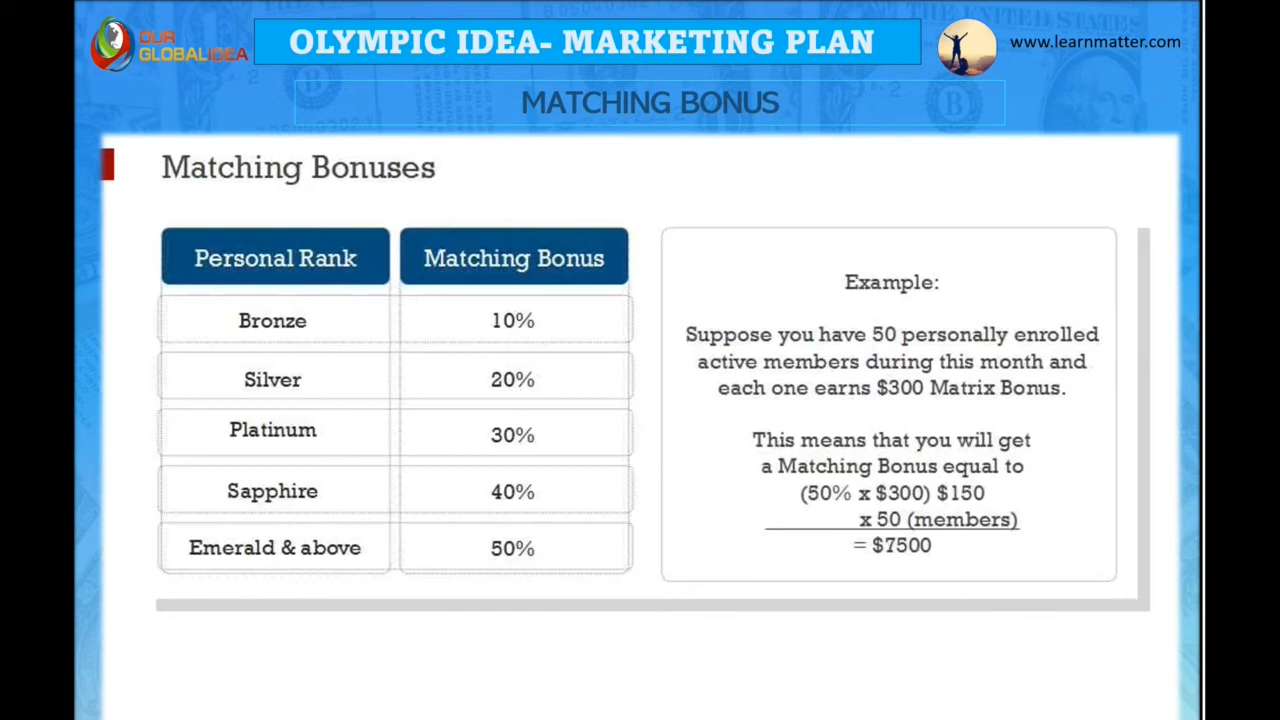 OUR
GLOBALIDEA
OLYMPIC IDEA- MARKETING PLAN
www.learnmatter.com
MATCHING BONUS
Matching Bonuses
Personal Rank Matching Bonus
Bronze 10%
Silver 20%
Platinum 30%
Sapphire 40%
Emerald & above 50%
Example:
Suppose you have 50 personally enrolled
active members during this month and
each one earns $300 Matrix Bonus.
This means that you will get
a Matching Bonus equal to
(50% x $300) $150
x 50 (members)
= $7500